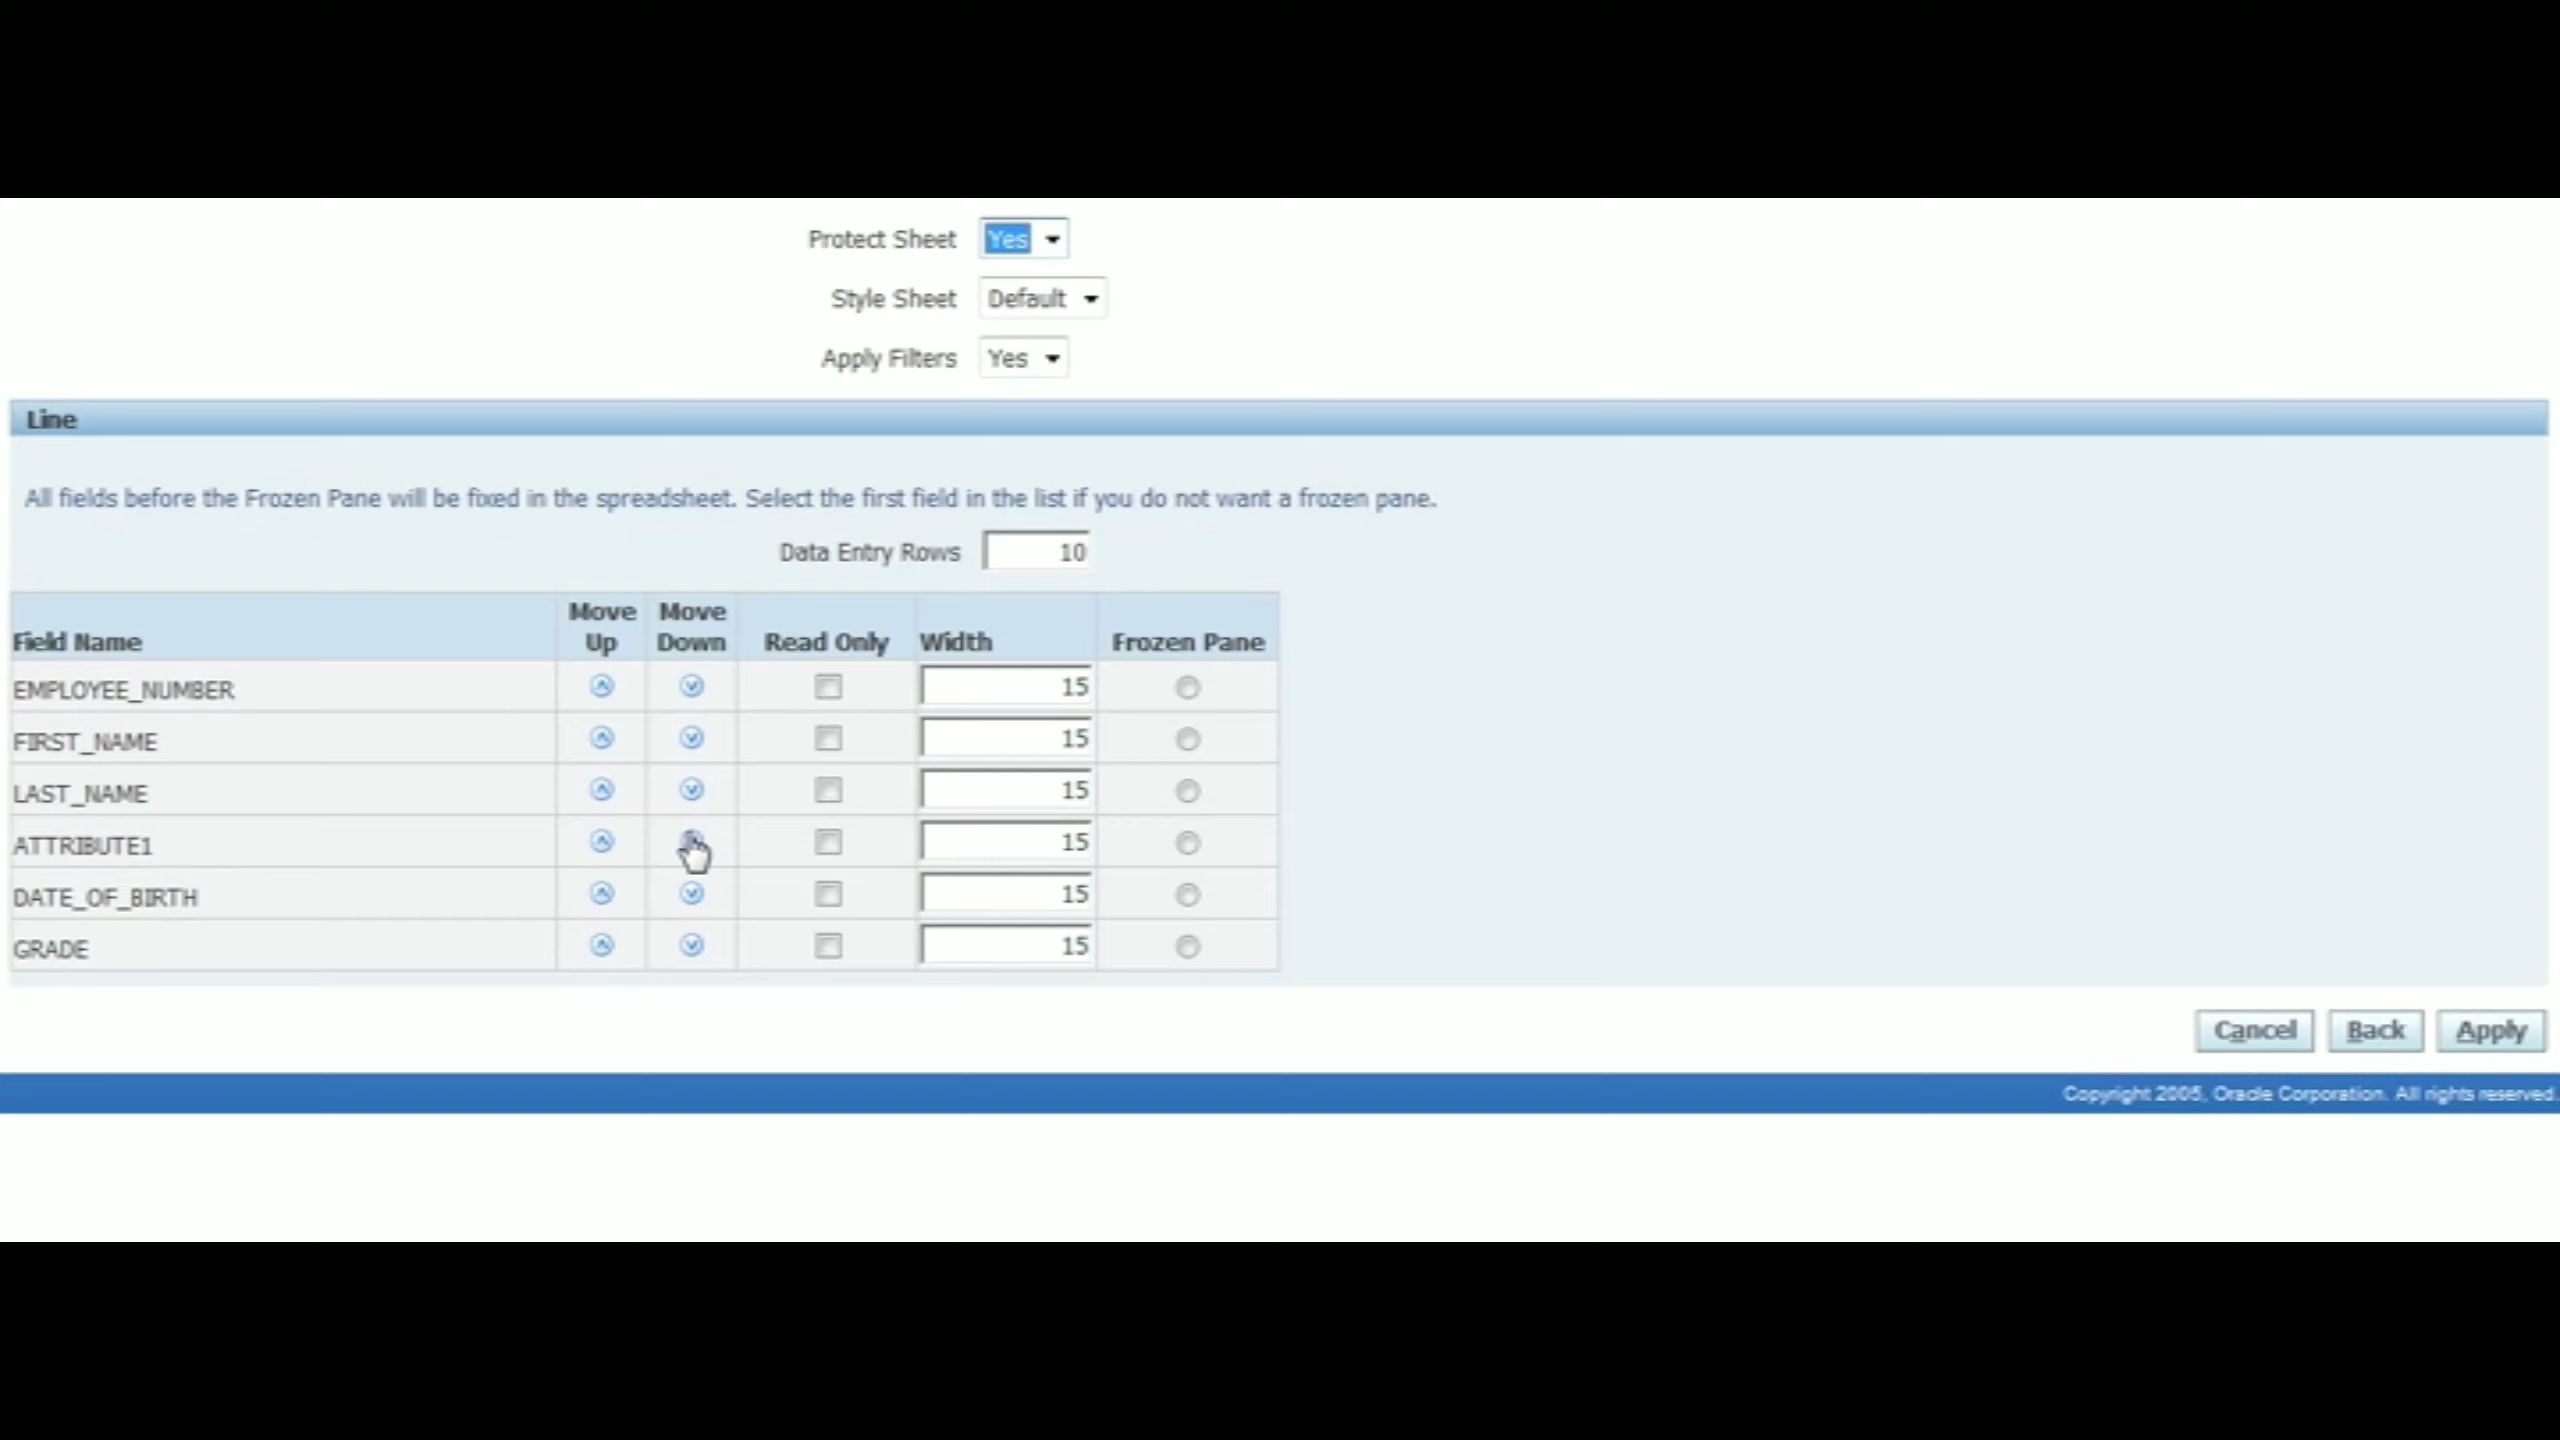 Protect Sheet Yes
Style Sheet Default
Apply Filters Yes
Line
All fields before the Frozen Pane will be fixed in the spreadsheet. Select the first field in the list if you do not want a frozen pane.
Data Entry Rows 10
Field Name Move Up Move Down Read Only Width Frozen Pane
EMPLOYEE_NUMBER 15
FIRST_NAME 15
LAST_NAME 15
ATTRIBUTE1 15
DATE_OF_BIRTH 15
GRADE 15
Cancel Back Apply
Copyright 2005, Oracle Corporation. All rights reserved.